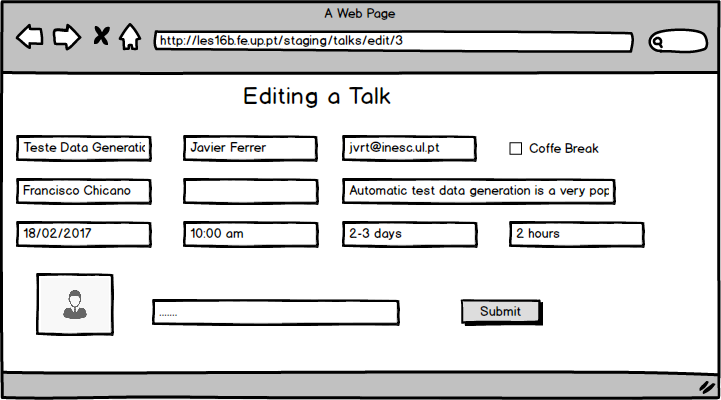 A Web Page
http://les16b.fe.up.pt/staging/talks/edit/3
Editing a Talk
Teste Data Generatic Javier Ferrer jvrt@inesc.ul.pt Coffe Break
Francisco Chicano Automatic test data generation is a very pop
18/02/2017 10:00 am 2-3 days 2 hours
....... Submit